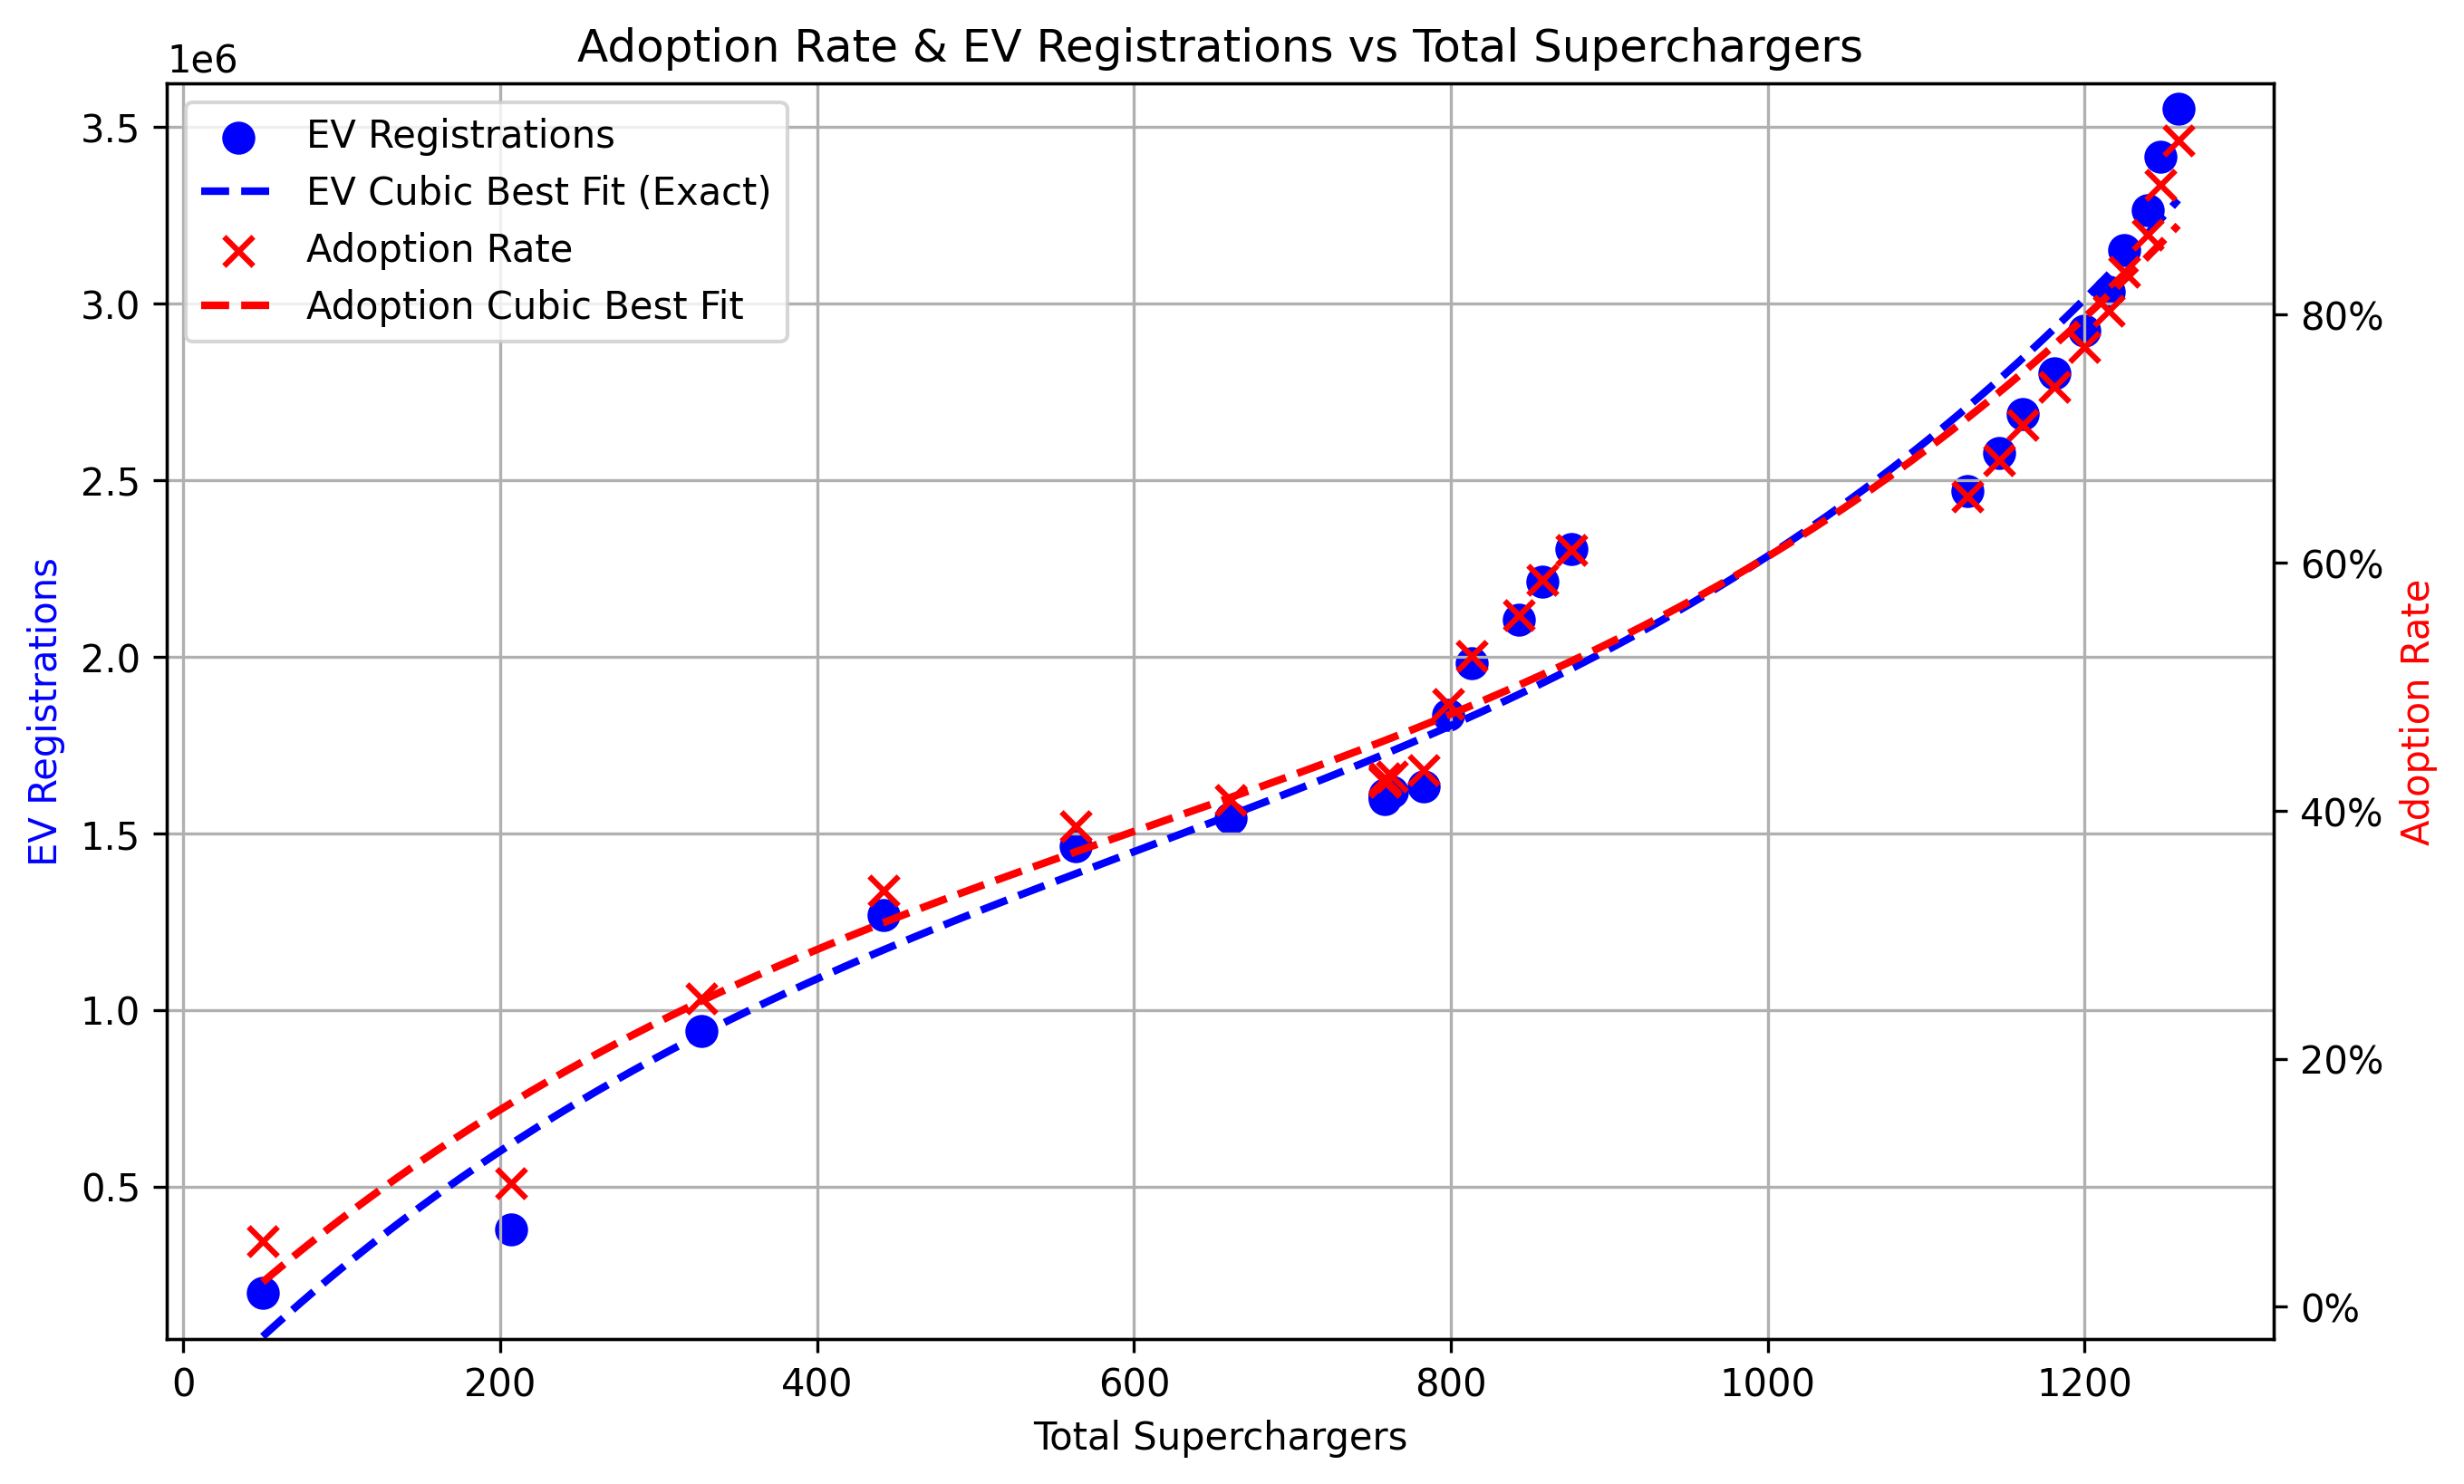 Adoption Rate & EV Registrations vs Total Superchargers
1e6
EV Registrations
EV Cubic Best Fit (Exact)
Adoption Rate
Adoption Cubic Best Fit
3.5
3.0
2.5
2.0
1.5
1.0
0.5
EV Registrations
80%
60%
40%
20%
0%
Adoption Rate
0 200 400 600 800 1000 1200
Total Superchargers